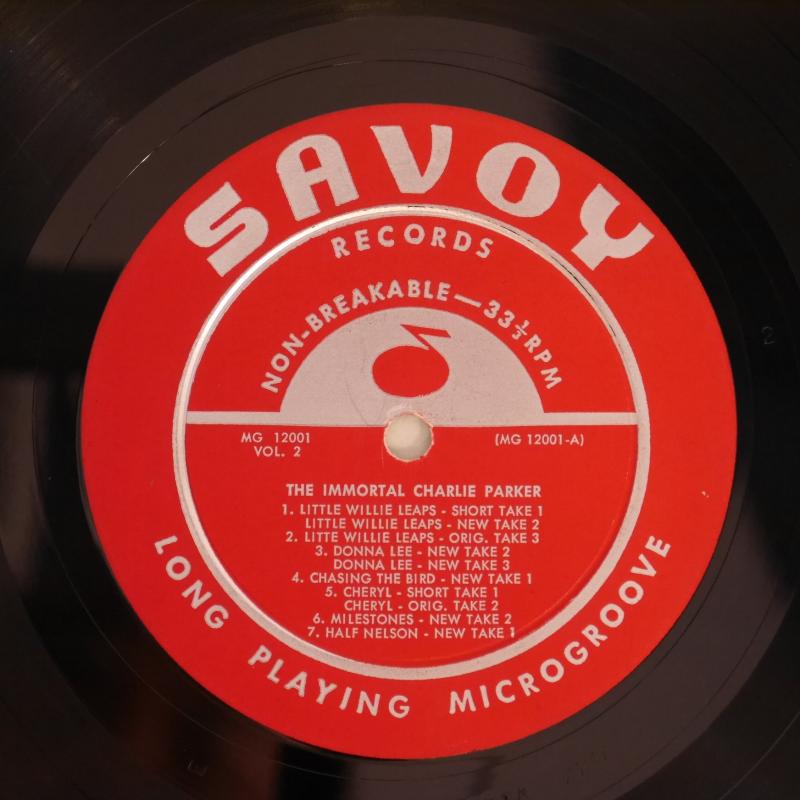 SAVOY
RECORDS
NON-BREAKABLE—33½RPM
MG 12001
VOL. 2
(MG 12001-A)
THE IMMORTAL CHARLIE PARKER
1. LITTLE WILLIE LEAPS - SHORT TAKE 1
LITTLE WILLIE LEAPS - NEW TAKE 2
2. LITTE WILLIE LEAPS - ORIG. TAKE 3
3. DONNA LEE - NEW TAKE 2
DONNA LEE - NEW TAKE 3
4. CHASING THE BIRD - NEW TAKE 1
5. CHERYL - SHORT TAKE 1
CHERYL - ORIG. TAKE 2
6. MILESTONES - NEW TAKE 2
7. HALF NELSON - NEW TAKE 1
LONG PLAYING MICROGROOVE